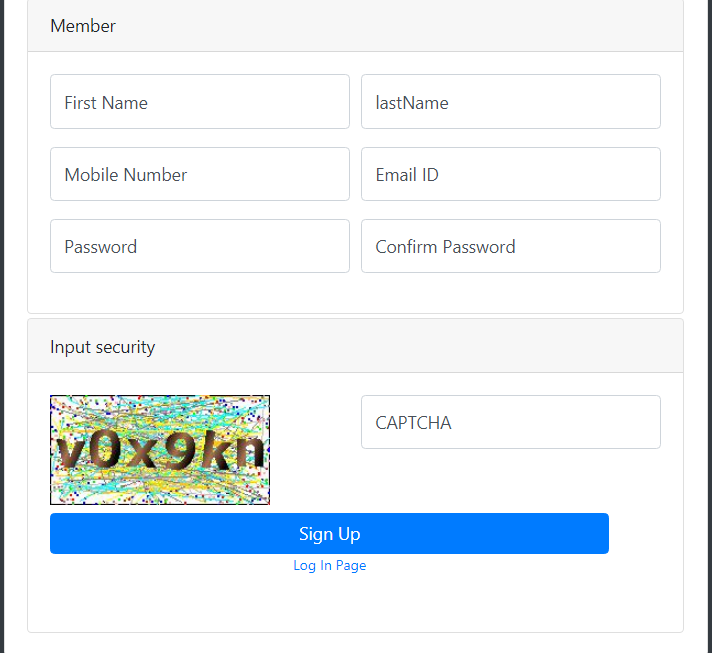 Member
First Name
lastName
Mobile Number
Email ID
Password
Confirm Password
Input security
v0x9kn
CAPTCHA
Sign Up
Log In Page